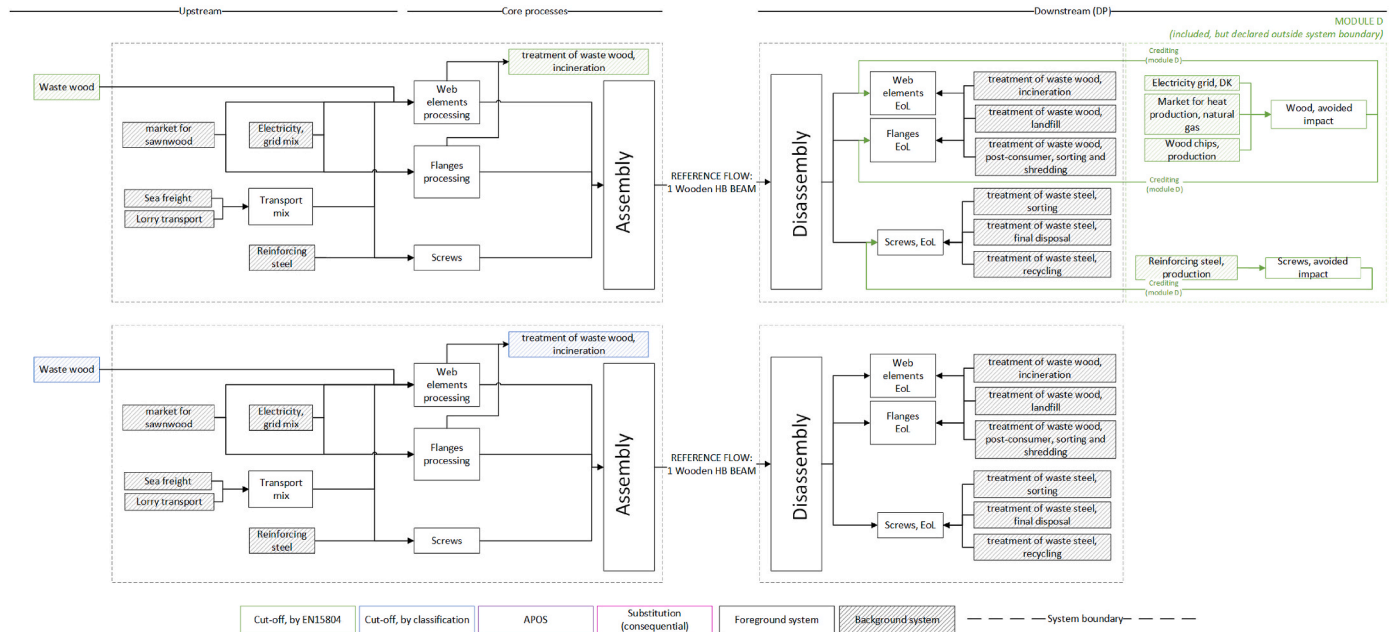 Upstream
Core processes
Downstream (DP)
MODULE D
(included, but declared outside system boundary)
Waste wood
market for
sawnwood
Electricity,
grid mix
Sea freight
Lorry transport
Transport
mix
Reinforcing
steel
Web
elements
processing
Flanges
processing
Screws
treatment of waste wood,
incineration
Assembly
REFERENCE FLOW:
1 Wooden HB BEAM
Disassembly
Web
elements
EoL
Flanges
EoL
Screws, EoL
treatment of waste wood,
incineration
treatment of waste wood,
landfill
treatment of waste wood,
post-consumer, sorting and
shredding
treatment of waste steel,
sorting
treatment of waste steel,
final disposal
treatment of waste steel,
recycling
Crediting
(module D)
Electricity grid, DK
Market for heat
production, natural
gas
Wood chips,
production
Wood, avoided
impact
Crediting
(module D)
Reinforcing steel,
production
Screws, avoided
impact
Crediting
(module D)
Waste wood
market for
sawnwood
Electricity,
grid mix
Sea freight
Lorry transport
Transport
mix
Reinforcing
steel
Web
elements
processing
Flanges
processing
Screws
treatment of waste wood,
incineration
Assembly
REFERENCE FLOW:
1 Wooden HB BEAM
Disassembly
Web
elements
EoL
Flanges
EoL
Screws, EoL
treatment of waste wood,
incineration
treatment of waste wood,
landfill
treatment of waste wood,
post-consumer, sorting and
shredding
treatment of waste steel,
sorting
treatment of waste steel,
final disposal
treatment of waste steel,
recycling
Cut-off, by EN15804
Cut-off, by classification
APOS
Substitution
(consequential)
Foreground system
Background system
System boundary